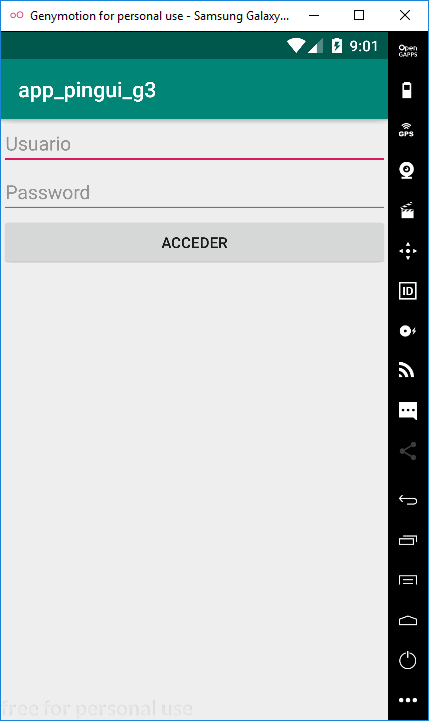 Genymotion for personal use - Samsung Galaxy...
9:01
Open
GAPPS
app_pingui_g3
GPS
Usuario
Password
ACCEDER
ID
free for personal use